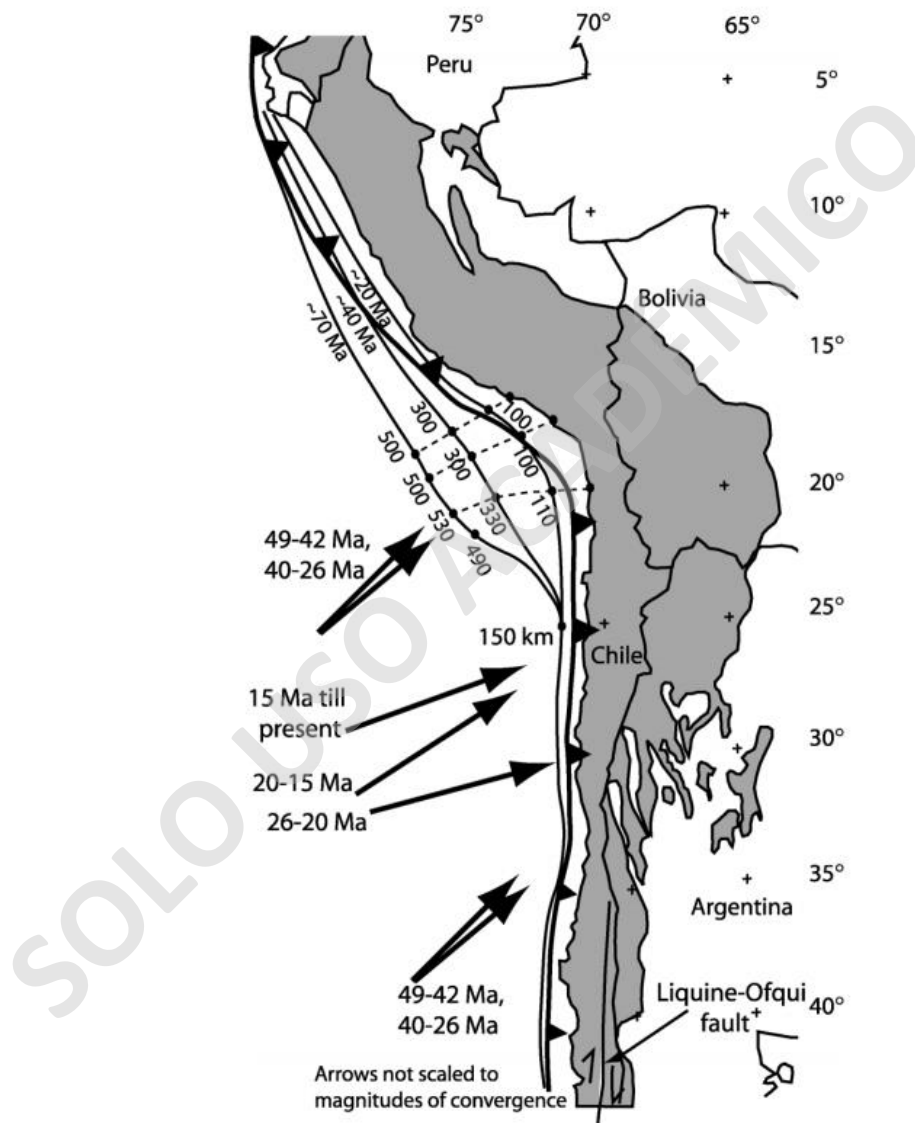 75°
70°
65°
Peru
5°
10°
Bolivia
~20 Ma
~40 Ma
~70 Ma
15°
100
300
500
100
300
500
20°
110
330
530
490
49-42 Ma,
40-26 Ma
25°
150 km
Chile
15 Ma till
present
30°
20-15 Ma
26-20 Ma
35°
Argentina
49-42 Ma,
40-26 Ma
Liquine-Ofqui
fault
40°
Arrows not scaled to
magnitudes of convergence
SOLO USO ACADEMICO